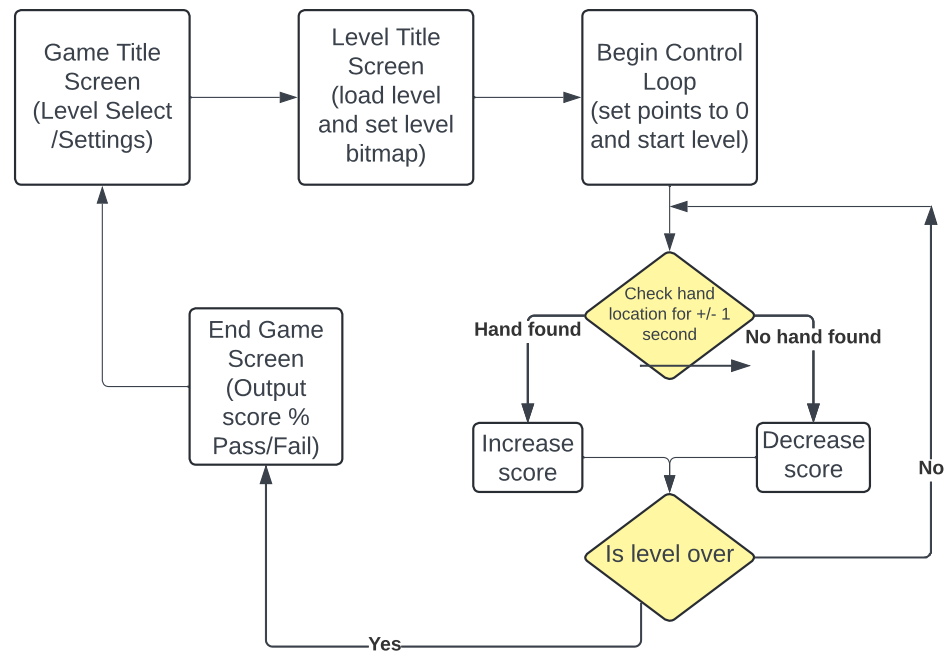 Game Title
Screen
(Level Select
/Settings)
Level Title
Screen
(load level
and set level
bitmap)
Begin Control
Loop
(set points to 0
and start level)
Check hand
location for +/- 1
second
Hand found
No hand found
Increase
score
Decrease
score
End Game
Screen
(Output
score %
Pass/Fail)
No
Is level over
Yes